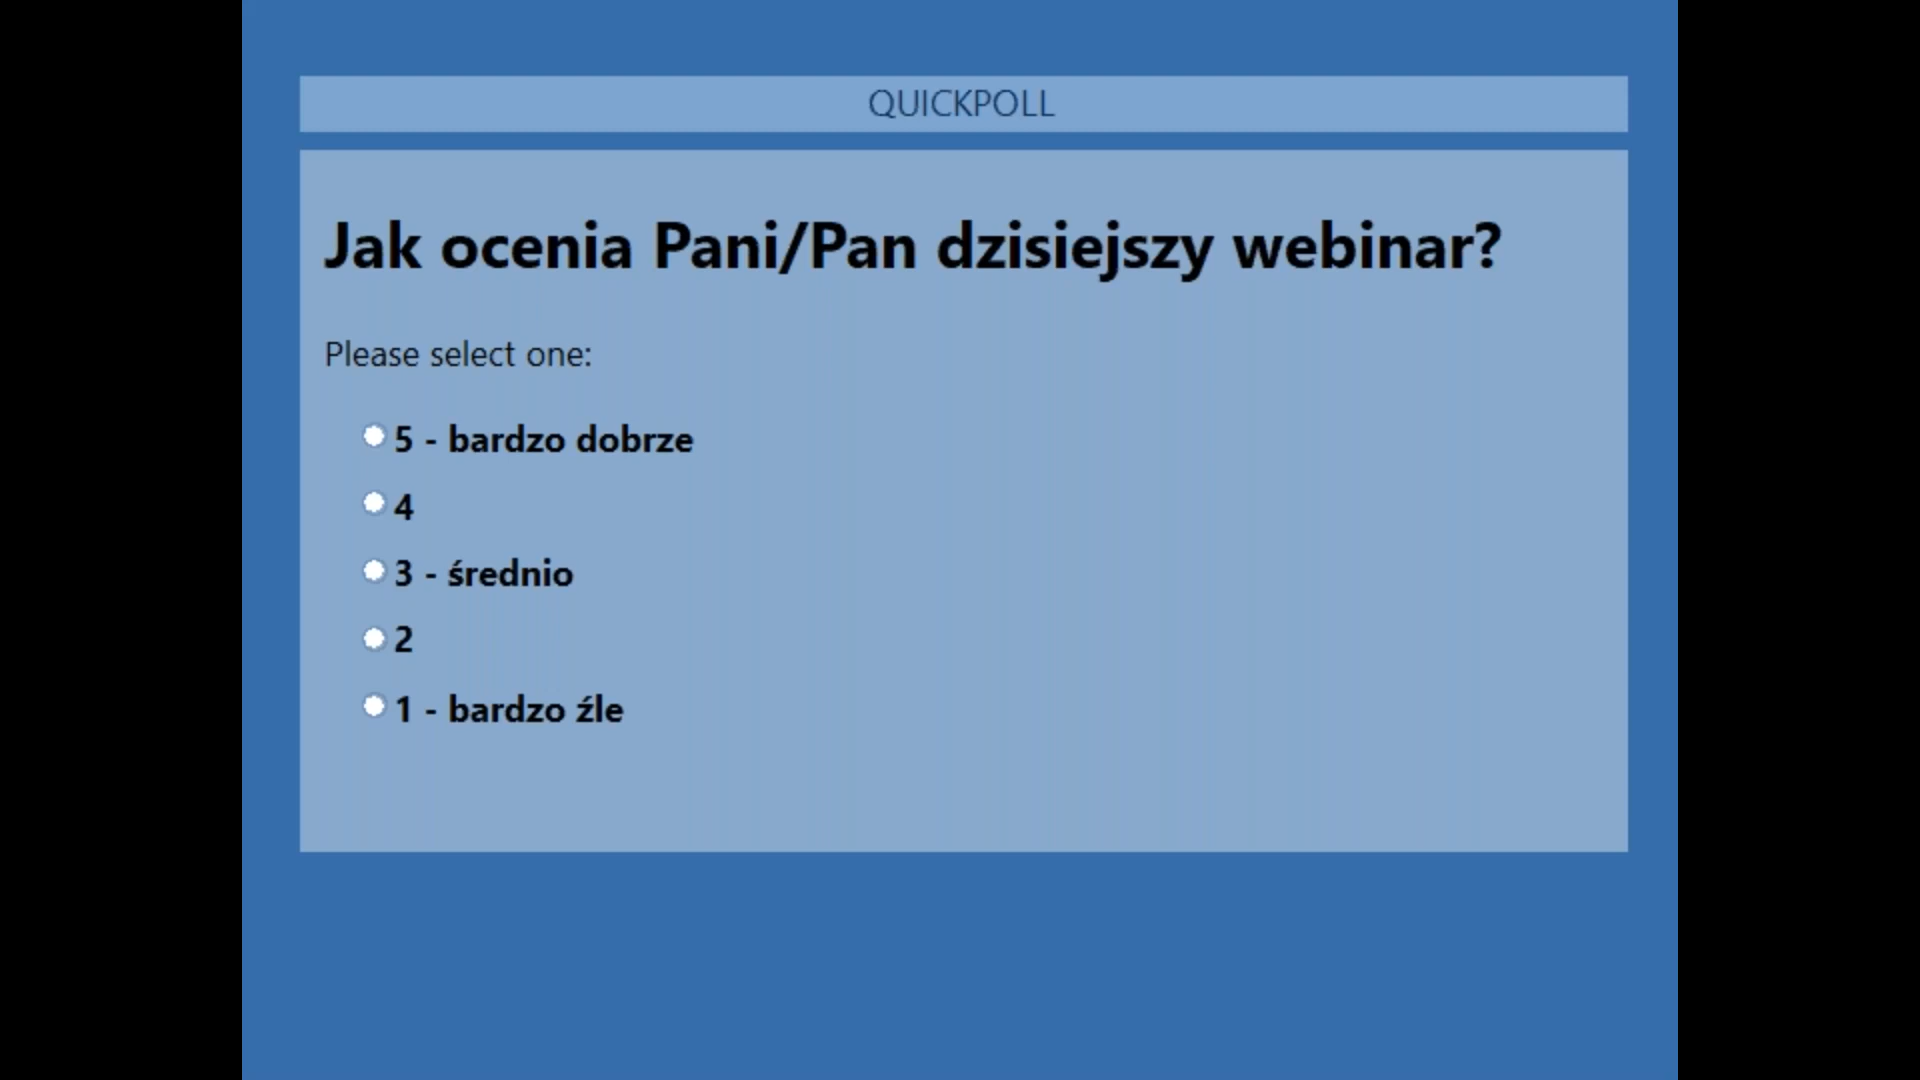 QUICKPOLL
Jak ocenia Pani/Pan dzisiejszy webinar?
Please select one:
5 - bardzo dobrze
4
3 - średnio
2
1 - bardzo źle